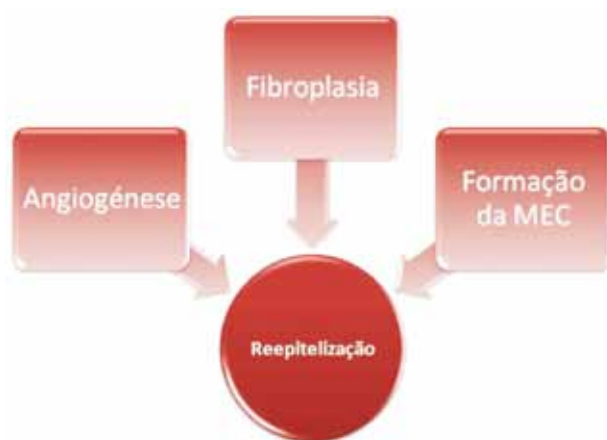 Fibroplasia
Angiogénese
Formação
da MEC
Reepitelização